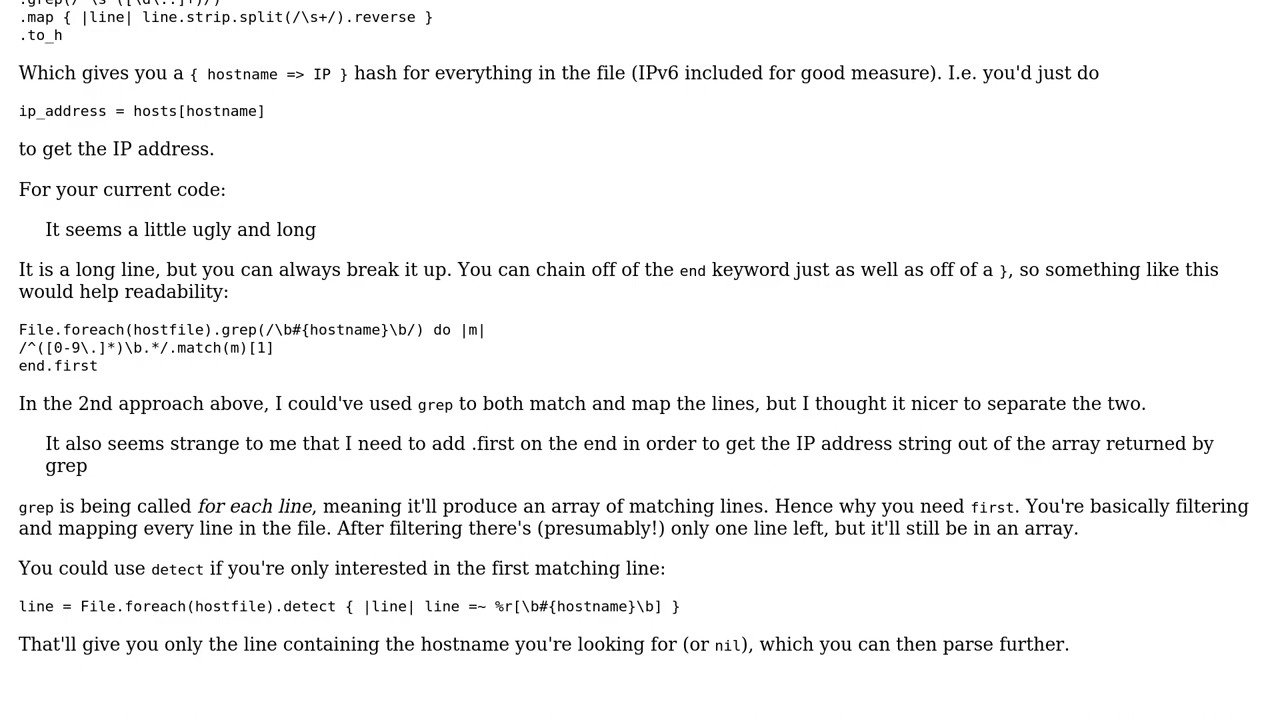 .map { |line| line.strip.split(/\s+/).reverse }
.to_h
Which gives you a { hostname => IP } hash for everything in the file (IPv6 included for good measure). I.e. you'd just do
ip_address = hosts[hostname]
to get the IP address.
For your current code:
It seems a little ugly and long
It is a long line, but you can always break it up. You can chain off of the end keyword just as well as off of a }, so something like this
would help readability:
File.foreach(hostfile).grep(/\b#{hostname}\b/) do |m|
/^([0-9\.]*)\b.*/.match(m)[1]
end.first
In the 2nd approach above, I could've used grep to both match and map the lines, but I thought it nicer to separate the two.
It also seems strange to me that I need to add .first on the end in order to get the IP address string out of the array returned by
grep
grep is being called for each line, meaning it'll produce an array of matching lines. Hence why you need first. You're basically filtering
and mapping every line in the file. After filtering there's (presumably!) only one line left, but it'll still be in an array.
You could use detect if you're only interested in the first matching line:
line = File.foreach(hostfile).detect { |line| line =~ %r[\b#{hostname}\b] }
That'll give you only the line containing the hostname you're looking for (or nil), which you can then parse further.